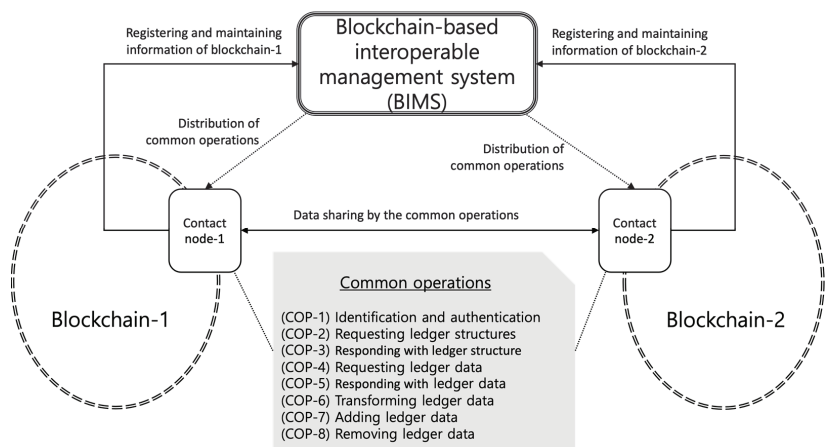 Registering and maintaining
information of blockchain-1
Blockchain-based
interoperable
management system
(BIMS)
Registering and maintaining
information of blockchain-2
Distribution of
common operations
Distribution of
common operations
Contact
node-1
Data sharing by the common operations
Contact
node-2
Blockchain-1
Blockchain-2
Common operations
(COP-1) Identification and authentication
(COP-2) Requesting ledger structures
(COP-3) Responding with ledger structure
(COP-4) Requesting ledger data
(COP-5) Responding with ledger data
(COP-6) Transforming ledger data
(COP-7) Adding ledger data
(COP-8) Removing ledger data